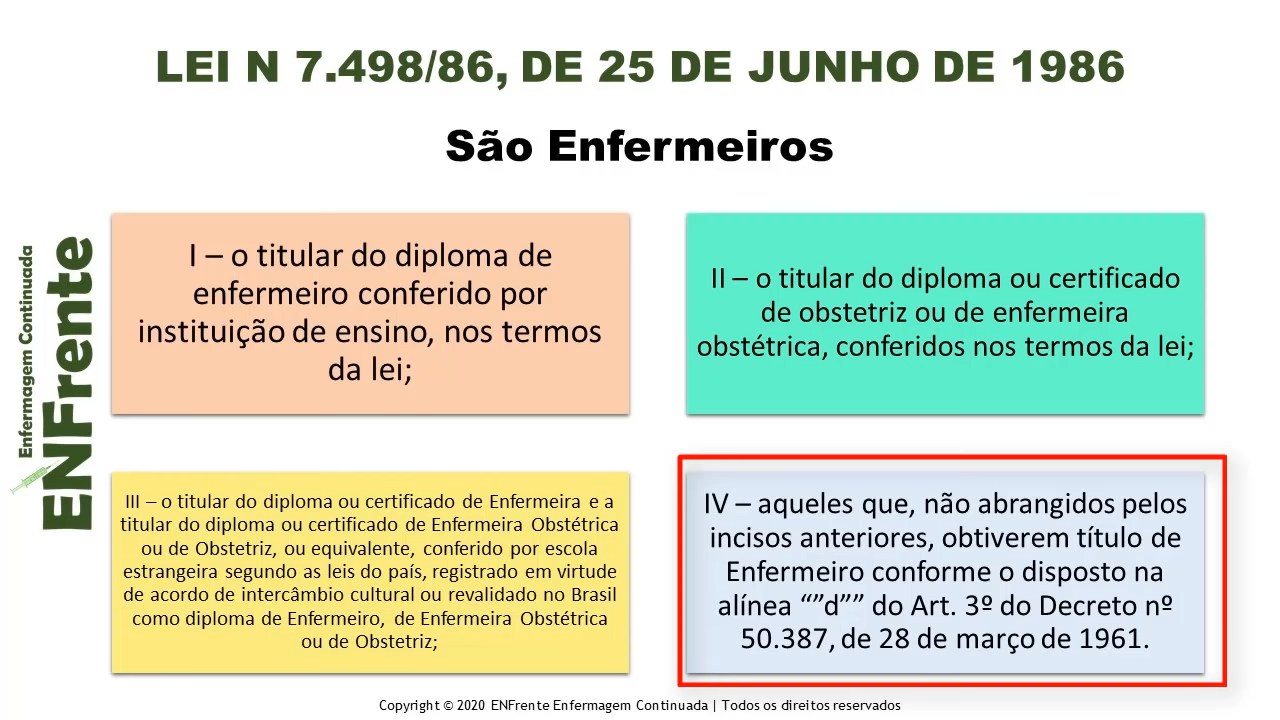 LEI N 7.498/86, DE 25 DE JUNHO DE 1986
São Enfermeiros
Enfermagem Continuada
ENFrente
I – o titular do diploma de
enfermeiro conferido por
instituição de ensino, nos termos
da lei;
II – o titular do diploma ou certificado
de obstetriz ou de enfermeira
obstétrica, conferidos nos termos da lei;
III – o titular do diploma ou certificado de Enfermeira e a
titular do diploma ou certificado de Enfermeira Obstétrica
ou de Obstetriz, ou equivalente, conferido por escola
estrangeira segundo as leis do país, registrado em virtude
de acordo de intercâmbio cultural ou revalidado no Brasil
como diploma de Enfermeiro, de Enfermeira Obstétrica
ou de Obstetriz;
IV – aqueles que, não abrangidos pelos
incisos anteriores, obtiverem título de
Enfermeiro conforme o disposto na
alínea “”d”” do Art. 3º do Decreto nº
50.387, de 28 de março de 1961.
Copyright © 2020 ENFrente Enfermagem Continuada | Todos os direitos reservados